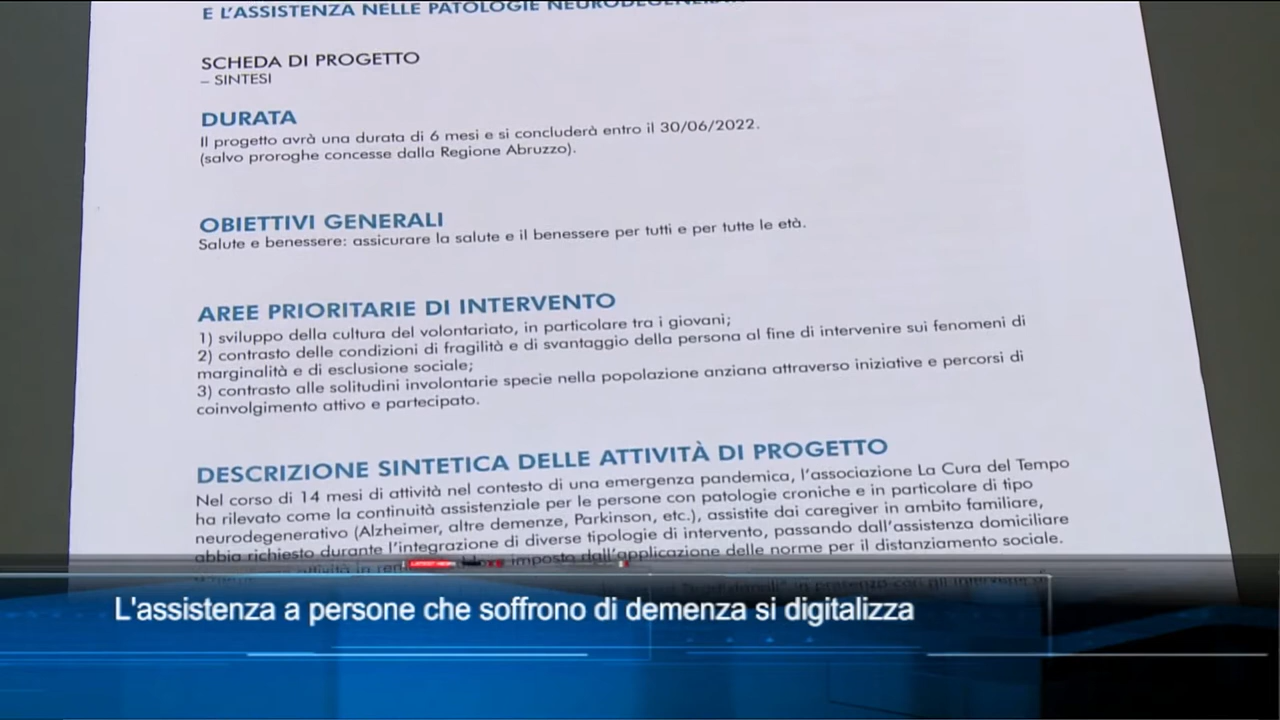 E L'ASSISTENZA NELLE PATOLOGIE
SCHEDA DI PROGETTO
– SINTESI
DURATA
Il progetto avrà una durata di 6 mesi e si concluderà entro il 30/06/2022.
(salvo proroghe concesse dalla Regione Abruzzo).
OBIETTIVI GENERALI
Salute e benessere: assicurare la salute e il benessere per tutti e per tutte le età.
AREE PRIORITARIE DI INTERVENTO
1) sviluppo della cultura del volontariato, in particolare tra i giovani;
2) contrasto delle condizioni di fragilità e di svantaggio della persona al fine di intervenire sui fenomeni di
marginalità e di esclusione sociale;
3) contrasto alle solitudini involontarie specie nella popolazione anziana attraverso iniziative e percorsi di
coinvolgimento attivo e partecipato.
DESCRIZIONE SINTETICA DELLE ATTIVITÀ DI PROGETTO
Nel corso di 14 mesi di attività nel contesto di una emergenza pandemica, l'associazione La Cura del Tempo
ha rilevato come la continuità assistenziale per le persone con patologie croniche e in particolare di tipo
neurodegenerativo (Alzheimer, altre demenze, Parkinson, etc.), assistite dai caregiver in ambito familiare,
abbia richiesto durante l'integrazione di diverse tipologie di intervento, passando dall'assistenza domiciliare
imposto dall'applicazione delle norme per il distanziamento sociale.
LATEST NEWS
L'assistenza a persone che soffrono di demenza si digitalizza